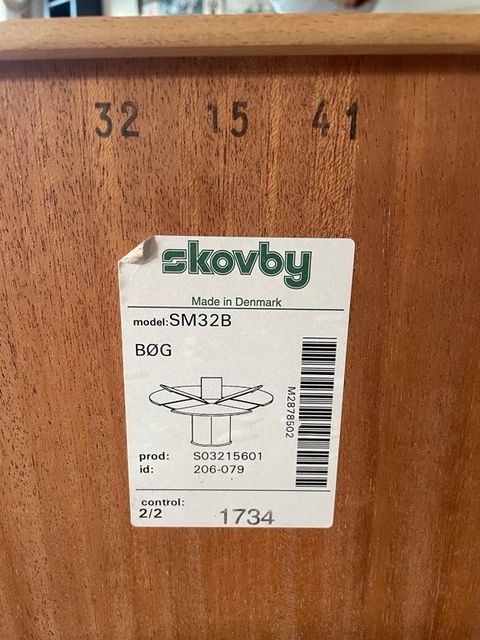 32 15 41
skovby
Made in Denmark
model:SM32B
BØG
M2878502
prod: S03215601
id: 206-079
control:
2/2 1734